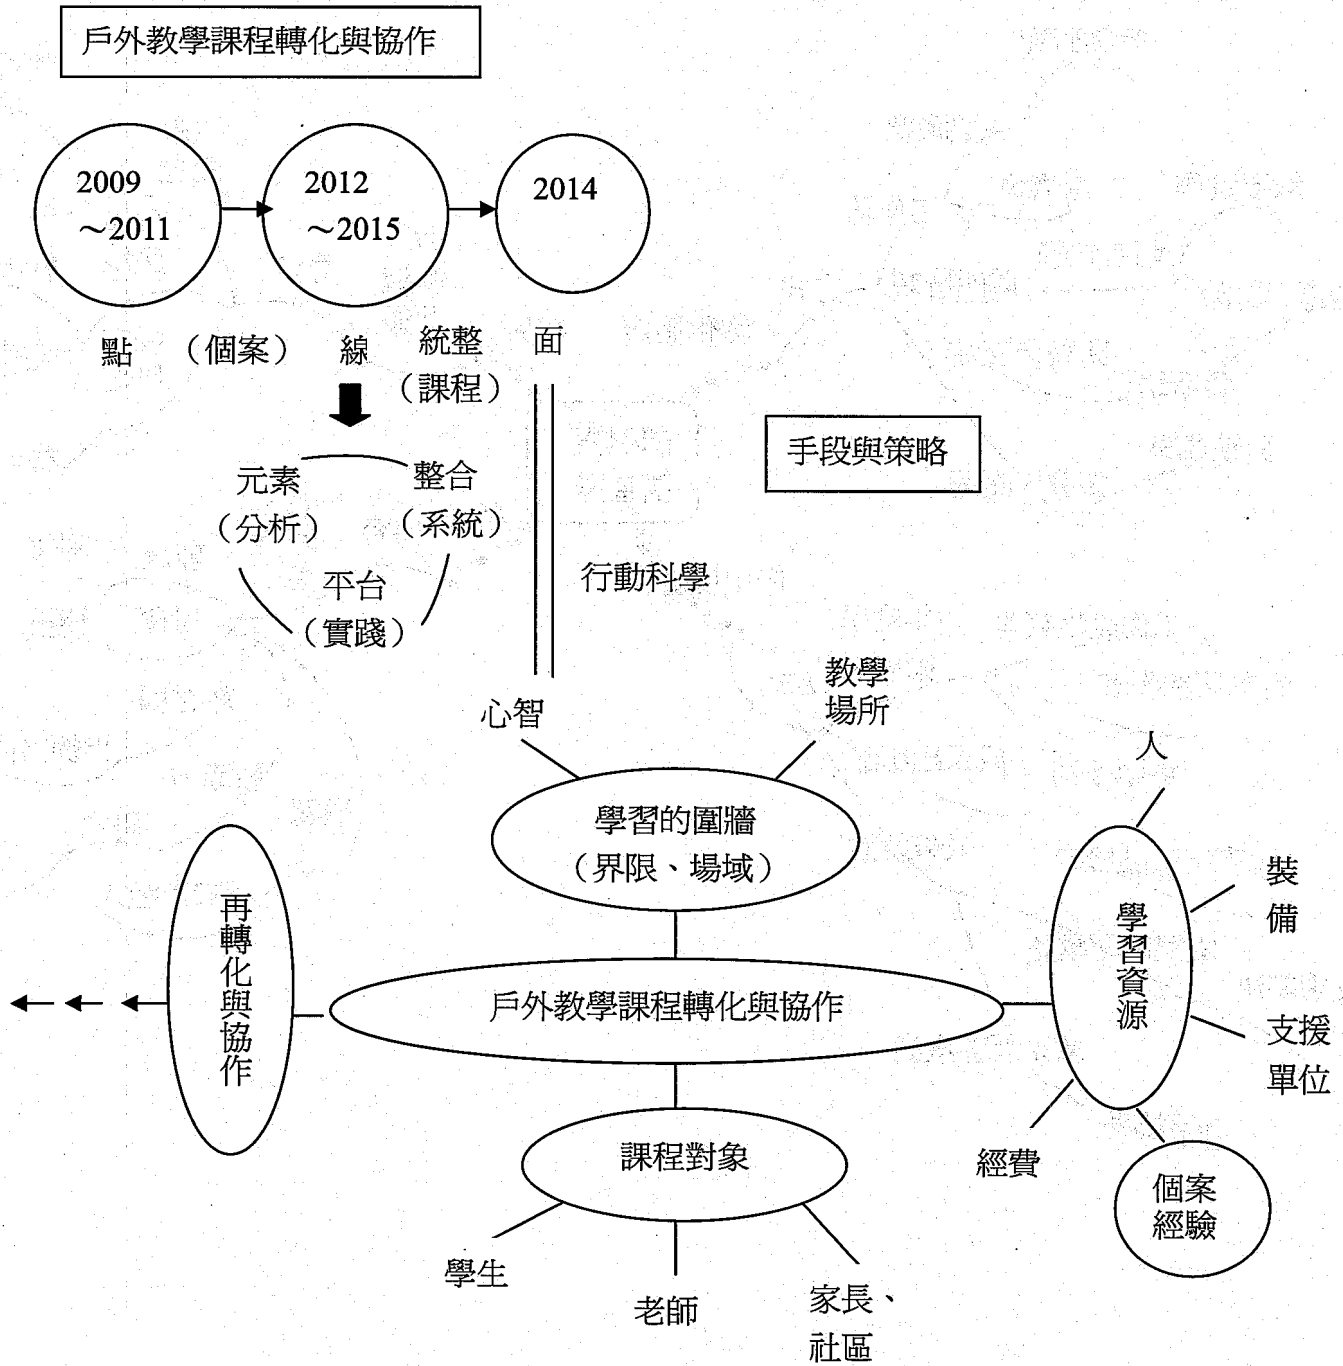 戶外教學課程轉化與協作
2009
～2011
2012
～2015
2014
點
（個案）
線
統整
（課程）
面
手段與策略
元素
（分析）
整合
（系統）
平台
（實踐）
行動科學
心智
教學
場所
學習的圍牆
（界限、場域）
人
裝
備
學習資源
支援
單位
經費
個案
經驗
再轉化與協作
戶外教學課程轉化與協作
課程對象
學生
老師
家長、
社區